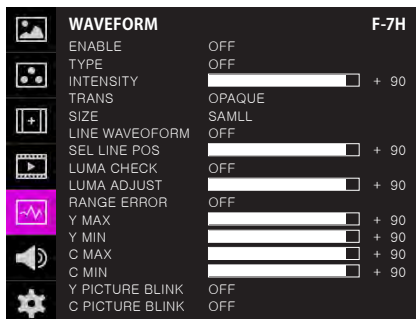 WAVEFORM F-7H
ENABLE OFF
TYPE OFF
INTENSITY + 90
TRANS OPAQUE
SIZE SAMLL
LINE WAVEOFORM OFF
SEL LINE POS + 90
LUMA CHECK OFF
LUMA ADJUST + 90
RANGE ERROR OFF
Y MAX + 90
Y MIN + 90
C MAX + 90
C MIN + 90
Y PICTURE BLINK OFF
C PICTURE BLINK OFF